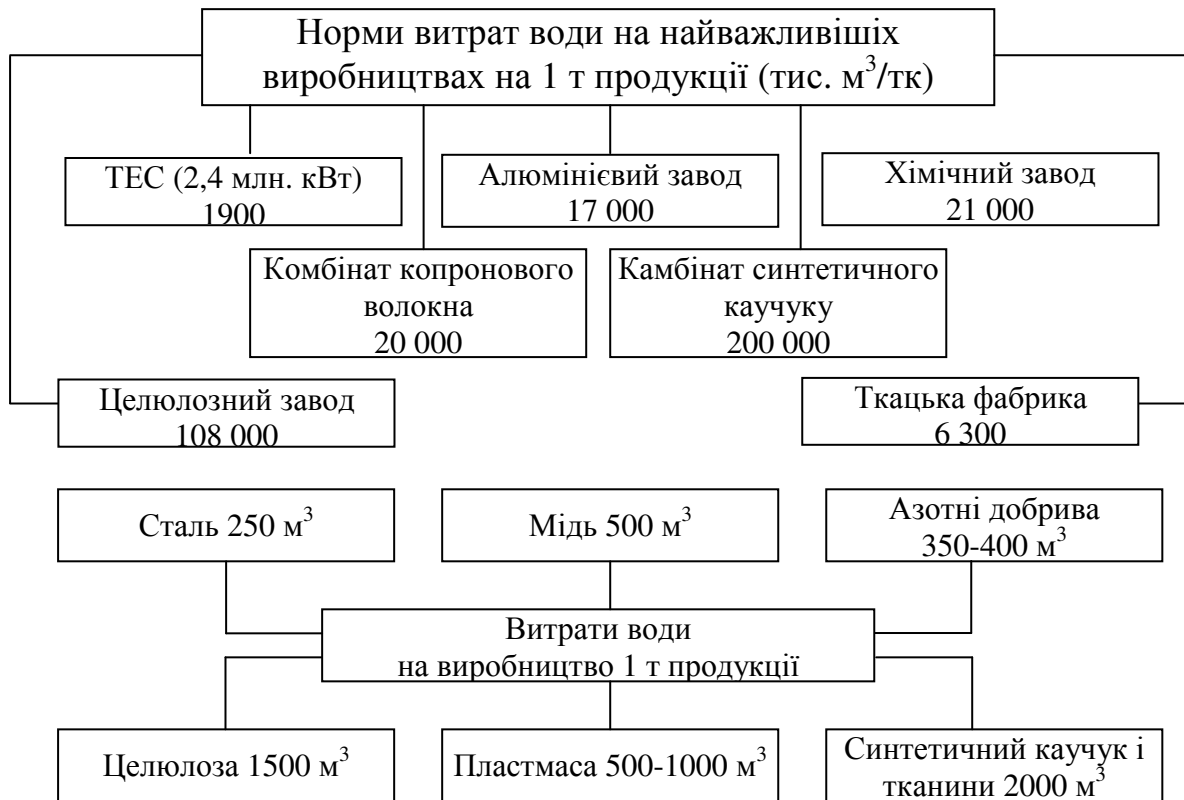 Норми витрат води на найважливішіх
виробництвах на 1 т продукції (тис. м³/тк)
ТЕС (2,4 млн. кВт)
1900
Алюмінієвий завод
17 000
Хімічний завод
21 000
Комбінат копронового
волокна
20 000
Камбінат синтетичного
каучуку
200 000
Целюлозний завод
108 000
Ткацька фабрика
6 300
Сталь 250 м³
Мідь 500 м³
Азотні добрива
350-400 м³
Витрати води
на виробництво 1 т продукції
Целюлоза 1500 м³
Пластмаса 500-1000 м³
Синтетичний каучук і
тканини 2000 м³